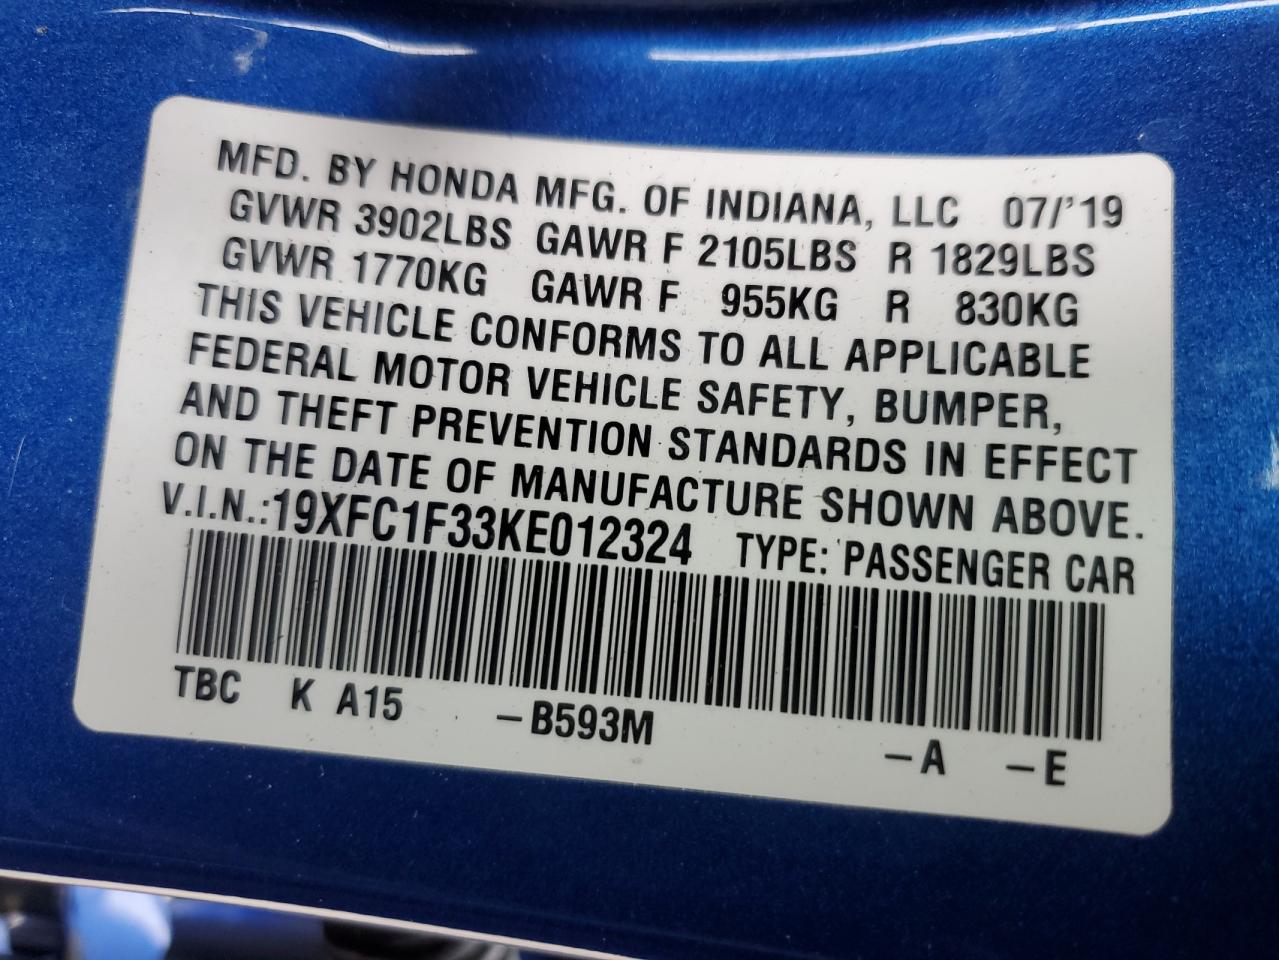 MFD. BY HONDA MFG. OF INDIANA, LLC 07/'19
GVWR 3902LBS GAWR F 2105LBS R 1829LBS
GVWR 1770KG GAWR F 955KG R 830KG
THIS VEHICLE CONFORMS TO ALL APPLICABLE
FEDERAL MOTOR VEHICLE SAFETY, BUMPER,
AND THEFT PREVENTION STANDARDS IN EFFECT
ON THE DATE OF MANUFACTURE SHOWN ABOVE.
V.I.N.:19XFC1F33KE012324 TYPE: PASSENGER CAR
TBC K A15 -B593M -A -E